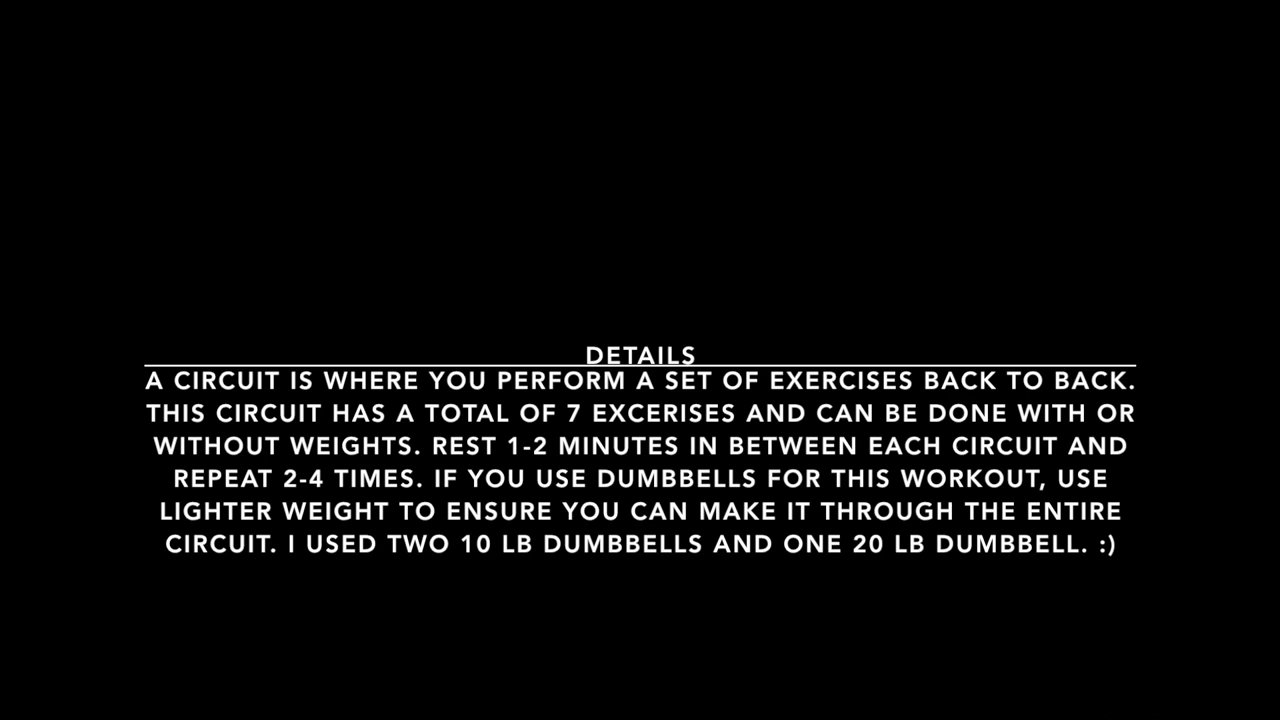 DETAILS
A CIRCUIT IS WHERE YOU PERFORM A SET OF EXERCISES BACK TO BACK.
THIS CIRCUIT HAS A TOTAL OF 7 EXCERISES AND CAN BE DONE WITH OR
WITHOUT WEIGHTS. REST 1-2 MINUTES IN BETWEEN EACH CIRCUIT AND
REPEAT 2-4 TIMES. IF YOU USE DUMBBELLS FOR THIS WORKOUT, USE
LIGHTER WEIGHT TO ENSURE YOU CAN MAKE IT THROUGH THE ENTIRE
CIRCUIT. I USED TWO 10 LB DUMBBELLS AND ONE 20 LB DUMBBELL. :)